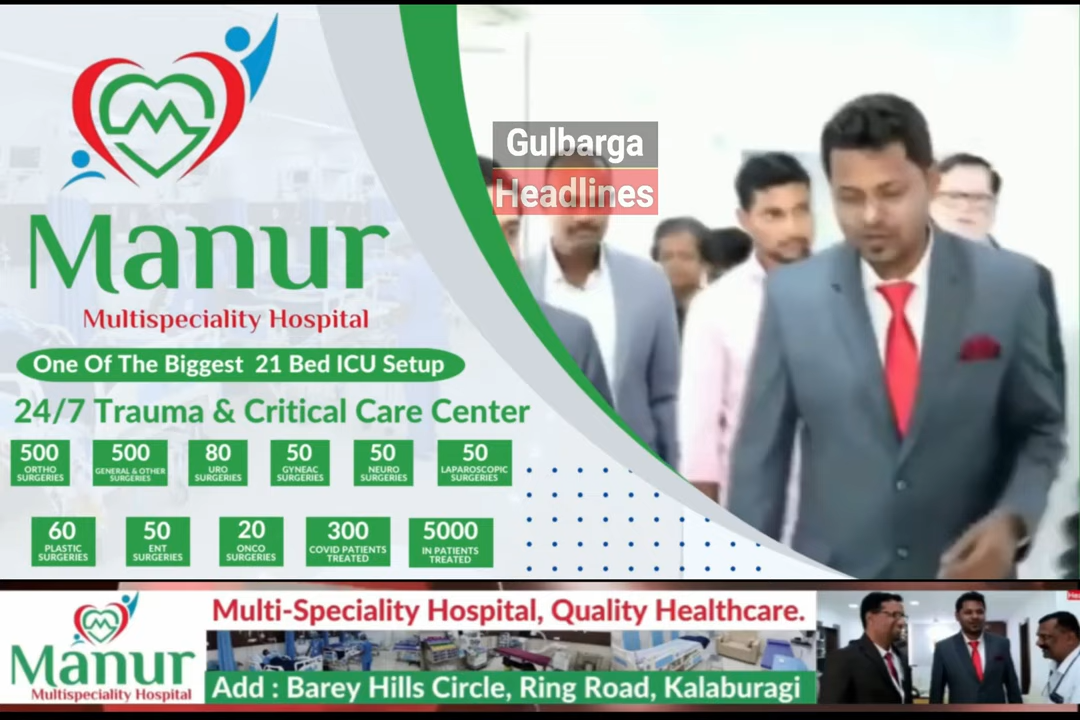 Gulbarga
Headlines
Manur
Multispeciality Hospital
One Of The Biggest 21 Bed ICU Setup
24/7 Trauma & Critical Care Center
500
ORTHO
SURGERIES
500
GENERAL & OTHER
SURGERIES
80
URO
SURGERIES
50
GYNEAC
SURGERIES
50
NEURO
SURGERIES
50
LAPAROSCOPIC
SURGERIES
60
PLASTIC
SURGERIES
50
ENT
SURGERIES
20
ONCO
SURGERIES
300
COVID PATIENTS
TREATED
5000
IN PATIENTS
TREATED
Manur
Multispeciality Hospital
Multi-Speciality Hospital, Quality Healthcare.
Add : Barey Hills Circle, Ring Road, Kalaburagi